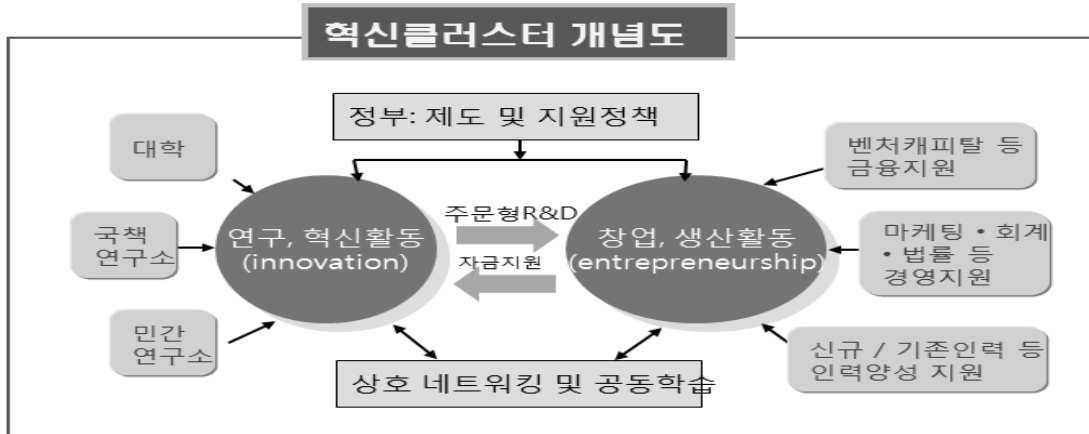 혁신클러스터 개념도
정부: 제도 및 지원정책
대학
국책
연구소
민간
연구소
연구, 혁신활동
(innovation)
주문형R&D
자금지원
창업, 생산활동
(entrepreneurship)
벤처캐피탈 등
금융지원
마케팅・회계
・법률 등
경영지원
신규 / 기존인력 등
인력양성 지원
상호 네트워킹 및 공동학습